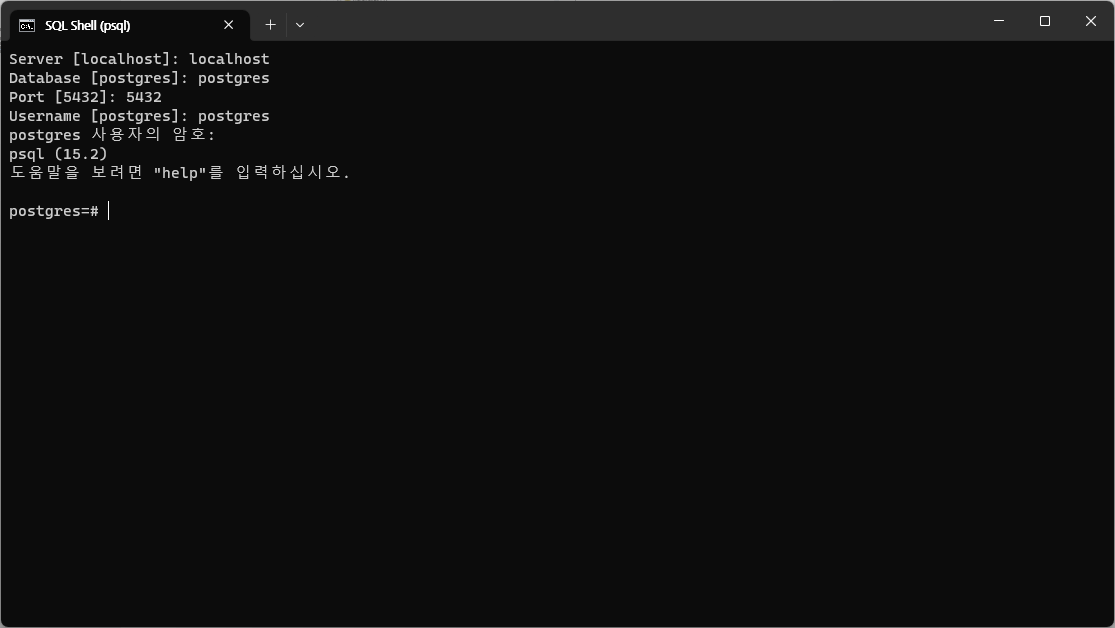 SQL Shell (psql)
Server [localhost]: localhost
Database [postgres]: postgres
Port [5432]: 5432
Username [postgres]: postgres
postgres 사용자의 암호:
psql (15.2)
도움말을 보려면 "help"를 입력하십시오.
postgres=#